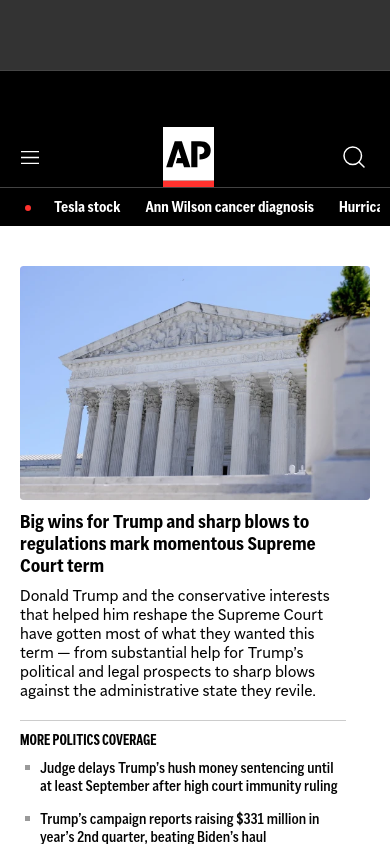 AP
Tesla stock Ann Wilson cancer diagnosis Hurrica
Big wins for Trump and sharp blows to
regulations mark momentous Supreme
Court term
Donald Trump and the conservative interests
that helped him reshape the Supreme Court
have gotten most of what they wanted this
term — from substantial help for Trump’s
political and legal prospects to sharp blows
against the administrative state they revile.
MORE POLITICS COVERAGE
Judge delays Trump’s hush money sentencing until
at least September after high court immunity ruling
Trump’s campaign reports raising $331 million in
year’s 2nd quarter, beating Biden’s haul